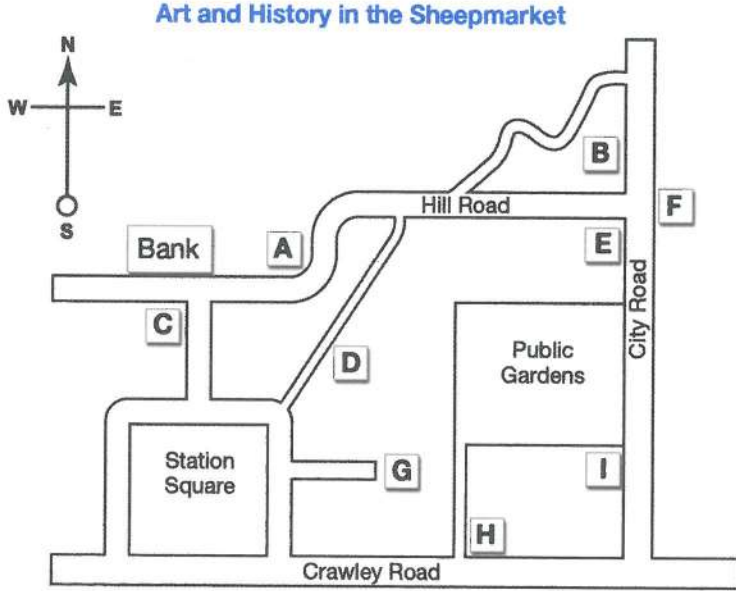 Art and History in the Sheepmarket
N
W E
S
B
Hill Road
F
Bank
A
E
C
City Road
D
Public
Gardens
Station
Square
G
I
H
Crawley Road